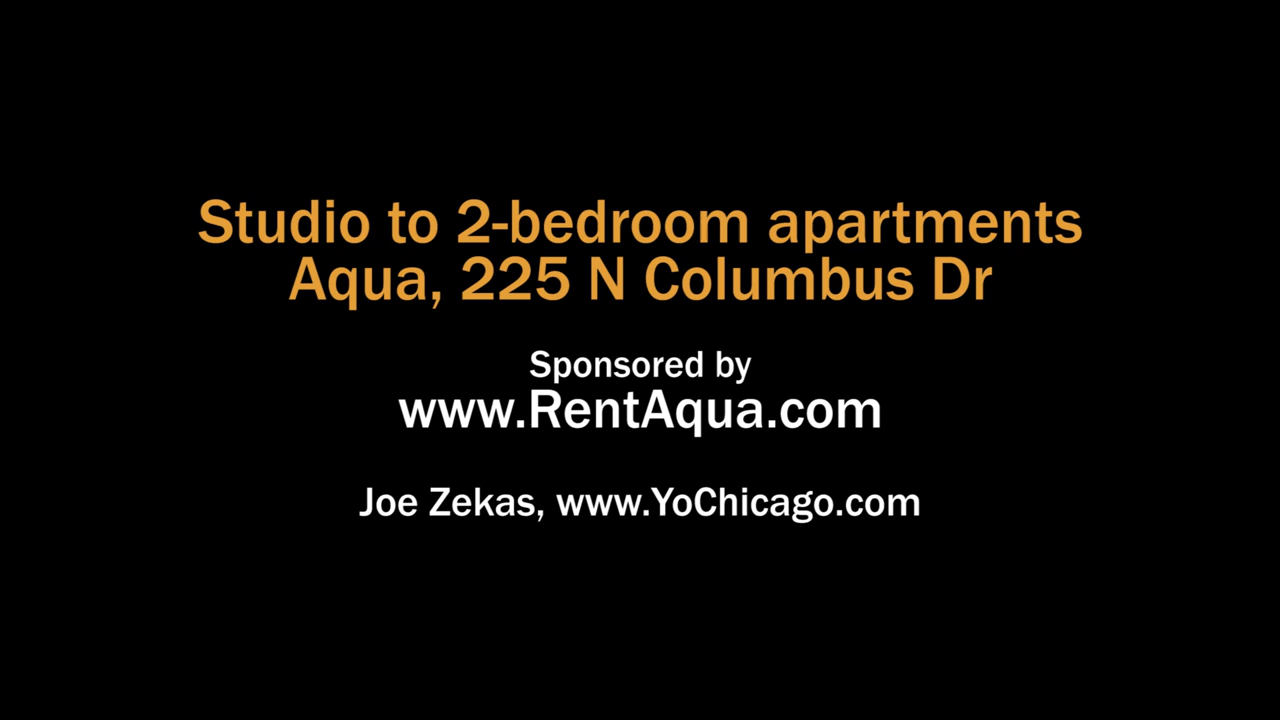 Studio to 2-bedroom apartments
Aqua, 225 N Columbus Dr
Sponsored by
www.RentAqua.com
Joe Zekas, www.YoChicago.com